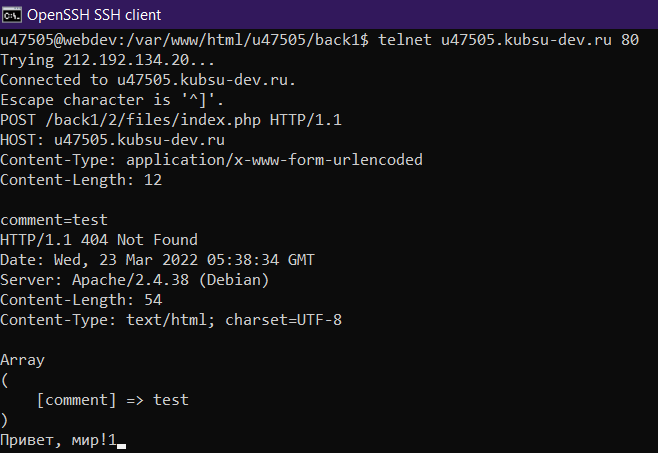 OpenSSH SSH client
u47505@webdev:/var/www/html/u47505/back1$ telnet u47505.kubsu-dev.ru 80
Trying 212.192.134.20...
Connected to u47505.kubsu-dev.ru.
Escape character is '^]'.
POST /back1/2/files/index.php HTTP/1.1
HOST: u47505.kubsu-dev.ru
Content-Type: application/x-www-form-urlencoded
Content-Length: 12

comment=test
HTTP/1.1 404 Not Found
Date: Wed, 23 Mar 2022 05:38:34 GMT
Server: Apache/2.4.38 (Debian)
Content-Length: 54
Content-Type: text/html; charset=UTF-8

Array
(
    [comment] => test
)
Привет, мир!1